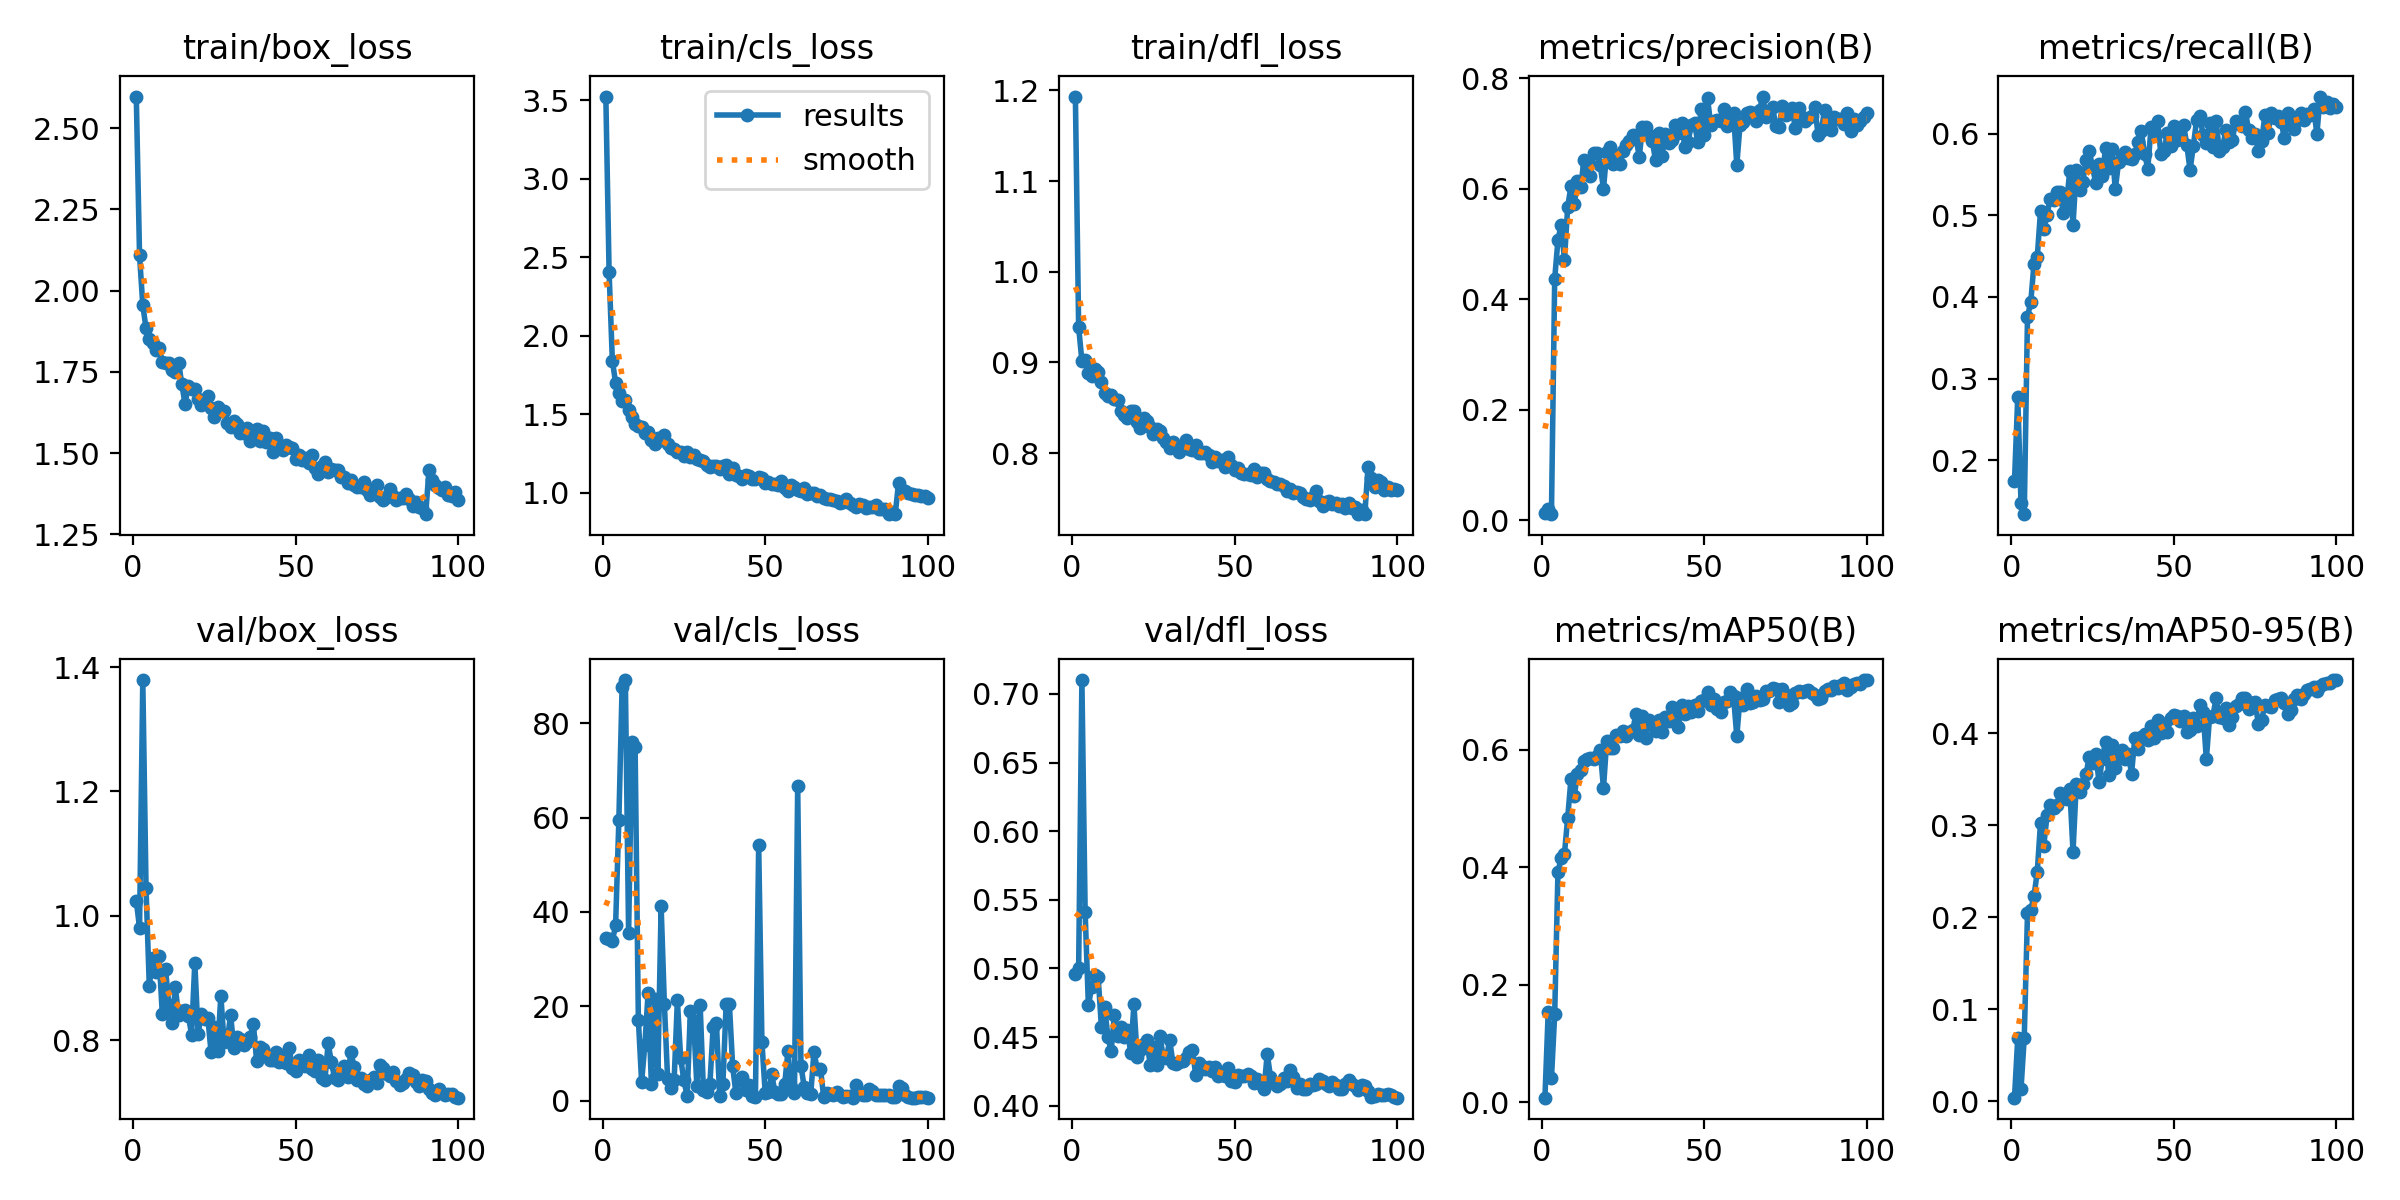 train/box_loss
2.50
2.25
2.00
1.75
1.50
1.25
0 50 100
train/cls_loss
results
smooth
3.5
3.0
2.5
2.0
1.5
1.0
0 50 100
train/dfl_loss
1.2
1.1
1.0
0.9
0.8
0 50 100
metrics/precision(B)
0.8
0.6
0.4
0.2
0.0
0 50 100
metrics/recall(B)
0.6
0.5
0.4
0.3
0.2
0 50 100
val/box_loss
1.4
1.2
1.0
0.8
0 50 100
val/cls_loss
80
60
40
20
0
0 50 100
val/dfl_loss
0.70
0.65
0.60
0.55
0.50
0.45
0.40
0 50 100
metrics/mAP50(B)
0.6
0.4
0.2
0.0
0 50 100
metrics/mAP50-95(B)
0.4
0.3
0.2
0.1
0.0
0 50 100